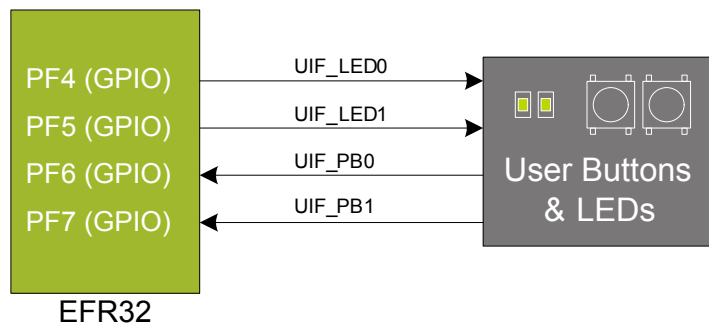 PF4 (GPIO)
PF5 (GPIO)
PF6 (GPIO)
PF7 (GPIO)
EFR32
UIF_LED0
UIF_LED1
UIF_PB0
UIF_PB1
User Buttons
& LEDs